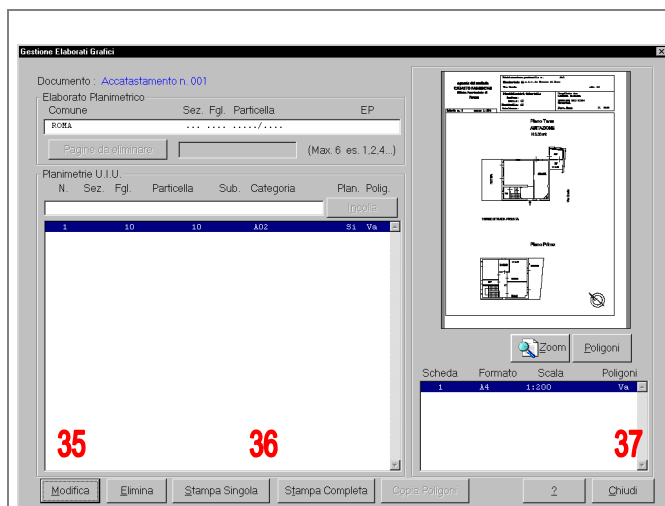 Gestione Elaborati Grafici
Documento : Accatastamento n. 001
Elaborato Planimetrico
Comune Sez. Fgl. Particella EP
ROMA ... .... ...../....
Pagine da eliminare (Max. 6 es. 1,2,4...)
Planimetrie U.I.U.
N. Sez. Fgl. Particella Sub. Categoria Plan. Polig.
Incolla
1 10 10 A02 Si Va
35 36
Modifica Elimina Stampa Singola Stampa Completa Copia Poligoni
CATASTO FABBRICATI
Piano Terra
ABITAZIONE
Piano Primo
Zoom Poligoni
Scheda Formato Scala Poligoni
1 A4 1:200 Va
37
? Chiudi